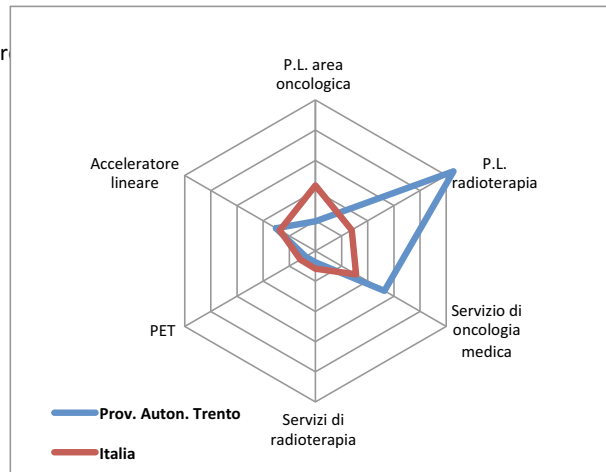 P.L. area
oncologica
P.L.
radioterapia
Servizio di
oncologia
medica
Servizi di
radioterapia
PET
Acceleratore
lineare
Prov. Auton. Trento
Italia